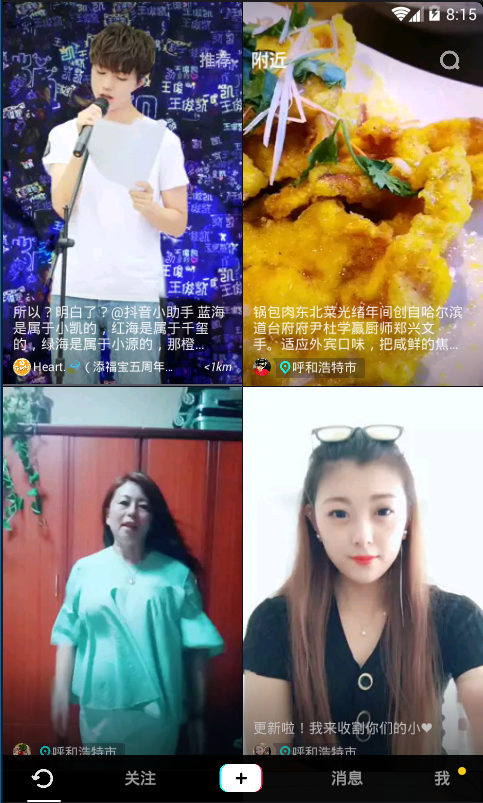 8:15
推荐
附近
王俊凯
所以？明白了？@抖音小助手 蓝海
是属于小凯的，红海是属于千玺
的，绿海是属于小源的，那橙...
Heart.
（添福宝五周年...
<1km
锅包肉东北菜光绪年间创自哈尔滨
道台府府尹杜学瀛厨师郑兴文
手。适应外宾口味，把咸鲜的焦...
呼和浩特市
更新啦！我来收割你们的小❤
呼和浩特市
呼和浩特市
关注
消息
我